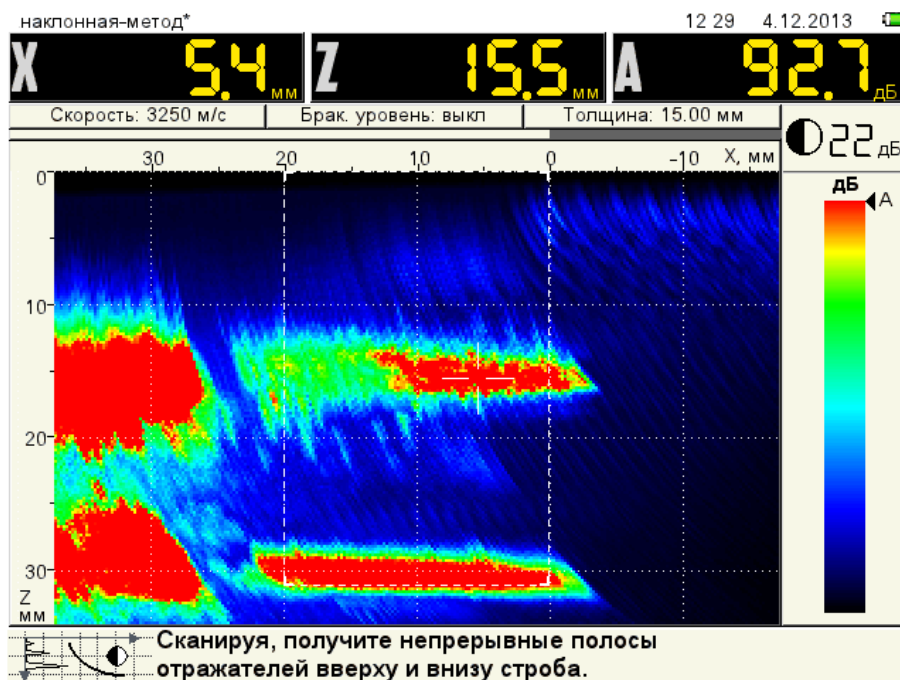 наклонная-метод* 12 29 4.12.2013
X 5.4 мм Z 15.5 мм A 92.7 дБ
Скорость: 3250 м/с Брак. уровень: выкл Толщина: 15.00 мм
22 дБ
30 20 10 0 -10 X, мм
дБ
A
0
10
20
30
Z
мм
Сканируя, получите непрерывные полосы
отражателей вверху и внизу строба.